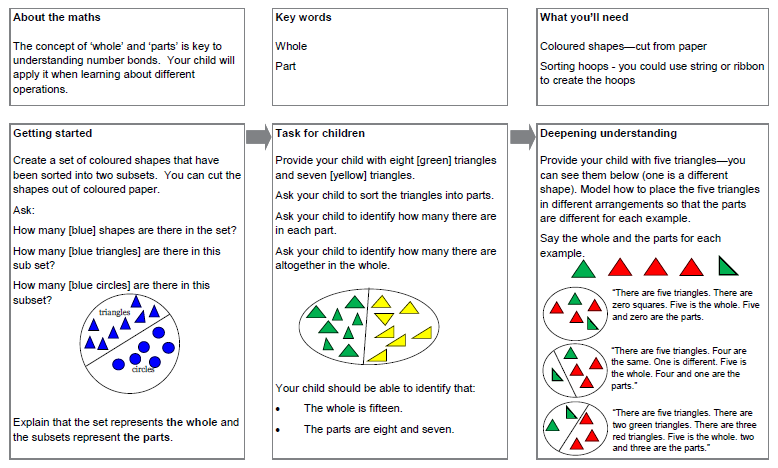 About the maths
The concept of ‘whole’ and ‘parts’ is key to
understanding number bonds.  Your child will
apply it when learning about different
operations.
Key words
Whole
Part
What you’ll need
Coloured shapes—cut from paper
Sorting hoops - you could use string or ribbon
to create the hoops
Getting started
Create a set of coloured shapes that have
been sorted into two subsets.  You can cut the
shapes out of coloured paper.
Ask:
How many [blue] shapes are there in the set?
How many [blue triangles] are there in this
sub set?
How many [blue circles] are there in this
subset?
triangles
circles
Explain that the set represents the whole and
the subsets represent the parts.
Task for children
Provide your child with eight [green] triangles
and seven [yellow] triangles.
Ask your child to sort the triangles into parts.
Ask your child to identify how many there are
in each part.
Ask your child to identify how many there are
altogether in the whole.
Your child should be able to identify that:
• The whole is fifteen.
• The parts are eight and seven.
Deepening understanding
Provide your child with five triangles—you
can see them below (one is a different
shape). Model how to place the five triangles
in different arrangements so that the parts
are different for each example.
Say the whole and the parts for each
example.
“There are five triangles. There are
zero squares. Five is the whole. Five
and zero are the parts.
“There are five triangles. Four are
the same. One is different. Five is
the whole. Four and one are the
parts.”
“There are five triangles. There are
two green triangles. There are three
red triangles. Five is the whole. two
and three are the parts.”